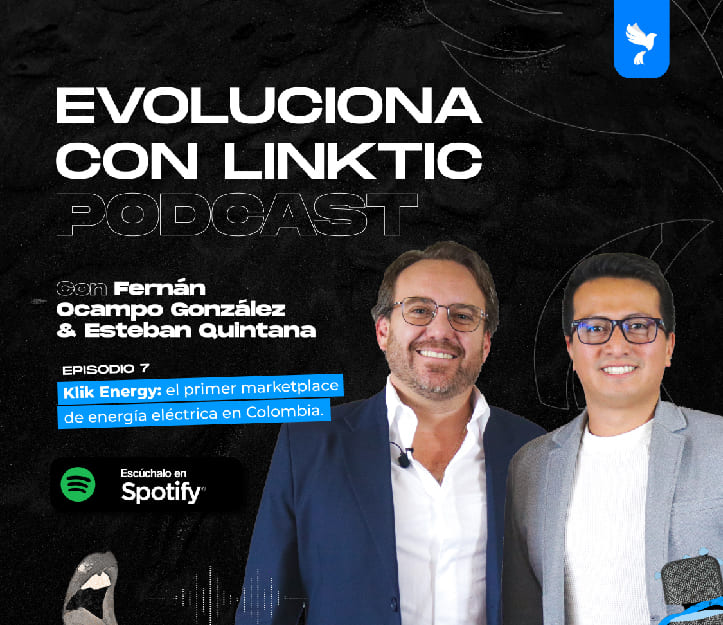 EVOLUCIONA
CON LINKTIC
PODCAST
Con Fernán
Ocampo González
& Esteban Quintana
EPISODIO 7
Klik Energy: el primer marketplace
de energía eléctrica en Colombia.
Escúchalo en
Spotify